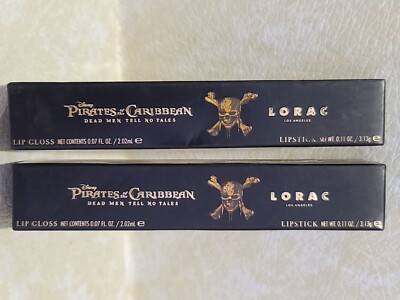 Disney
PIRATES of the CARIBBEAN
DEAD MEN TELL NO TALES
LORAC
LOS ANGELES
LIP GLOSS NET CONTENTS 0.07 FL. OZ. / 2.02mL e
LIPSTICK NET WT. 0.11 OZ. / 3.13g e
Disney
PIRATES of the CARIBBEAN
DEAD MEN TELL NO TALES
LORAC
LOS ANGELES
LIP GLOSS NET CONTENTS 0.07 FL. OZ. / 2.02mL e
LIPSTICK NET WT. 0.11 OZ. / 3.13g e